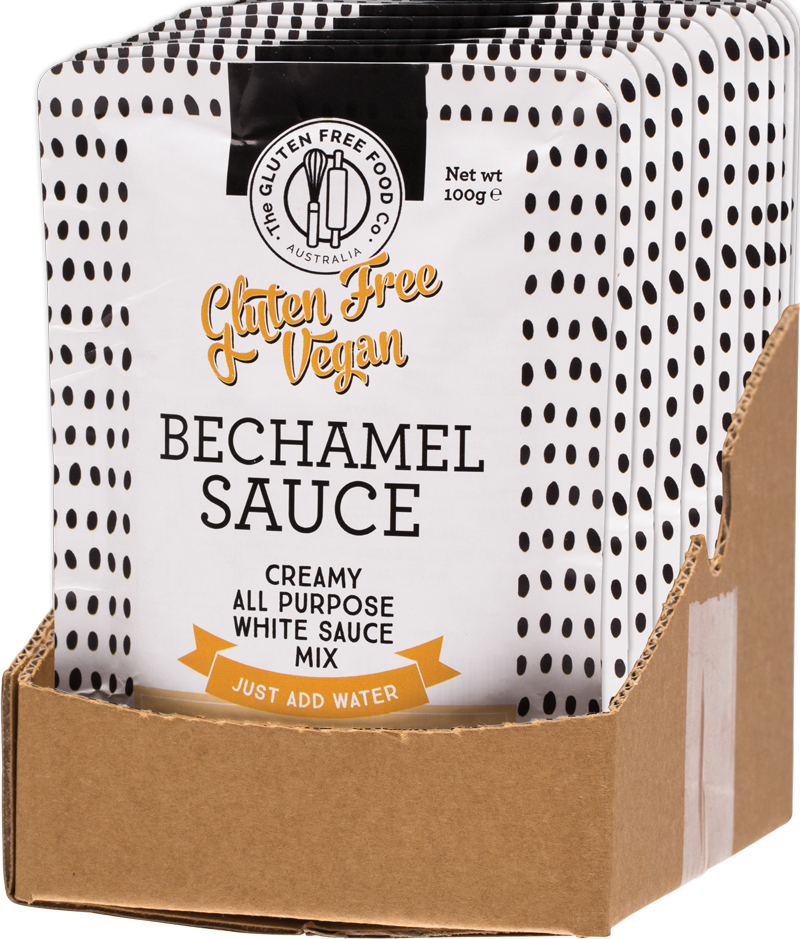 · The GLUTEN FREE FOOD Co. ·
AUSTRALIA
Net wt
100g ℮
Gluten Free
Vegan
BECHAMEL
SAUCE
CREAMY
ALL PURPOSE
WHITE SAUCE
MIX
JUST ADD WATER